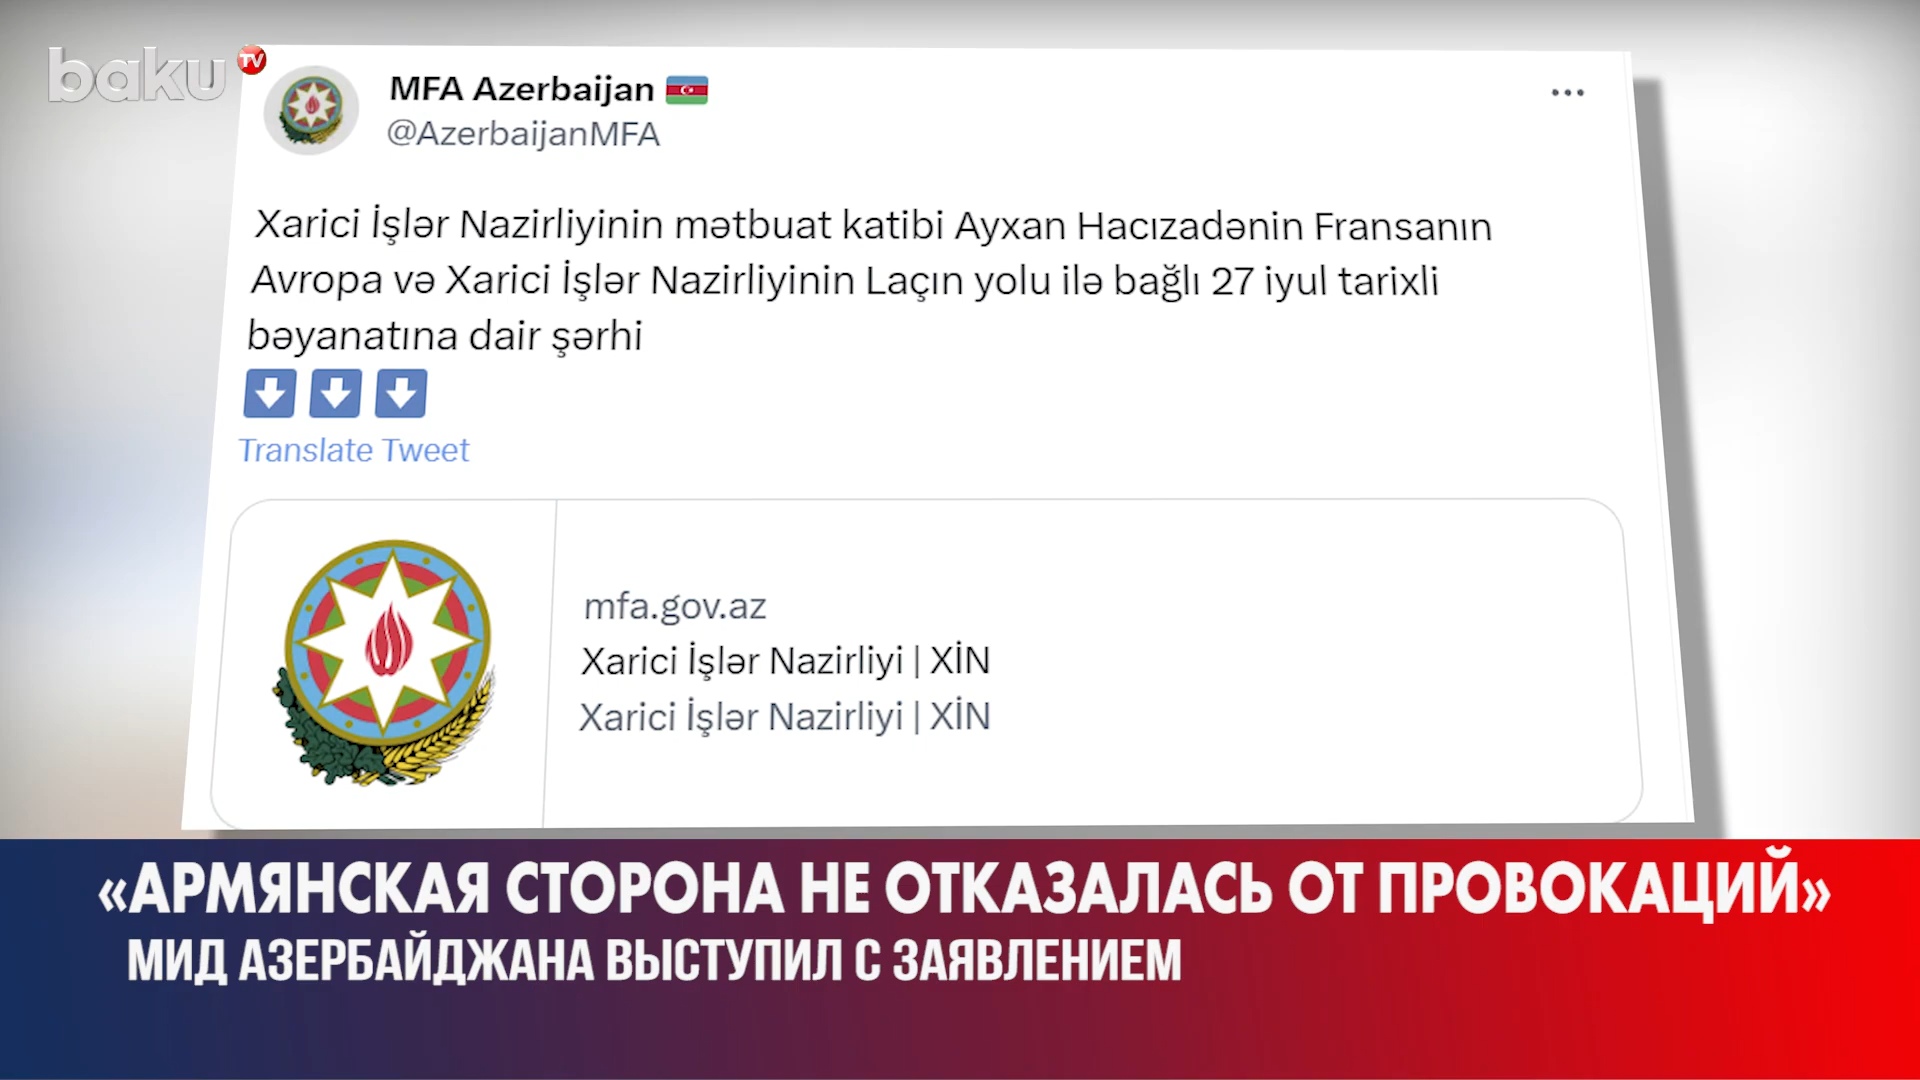 baku TV
MFA Azerbaijan
@AzerbaijanMFA
Xarici İşlər Nazirliyinin mətbuat katibi Ayxan Hacızadənin Fransanın
Avropa və Xarici İşlər Nazirliyinin Laçın yolu ilə bağlı 27 iyul tarixli
bəyanatına dair şərhi
Translate Tweet
mfa.gov.az
Xarici İşlər Nazirliyi | XİN
Xarici İşlər Nazirliyi | XİN
«АРМЯНСКАЯ СТОРОНА НЕ ОТКАЗАЛАСЬ ОТ ПРОВОКАЦИЙ»
МИД АЗЕРБАЙДЖАНА ВЫСТУПИЛ С ЗАЯВЛЕНИЕМ